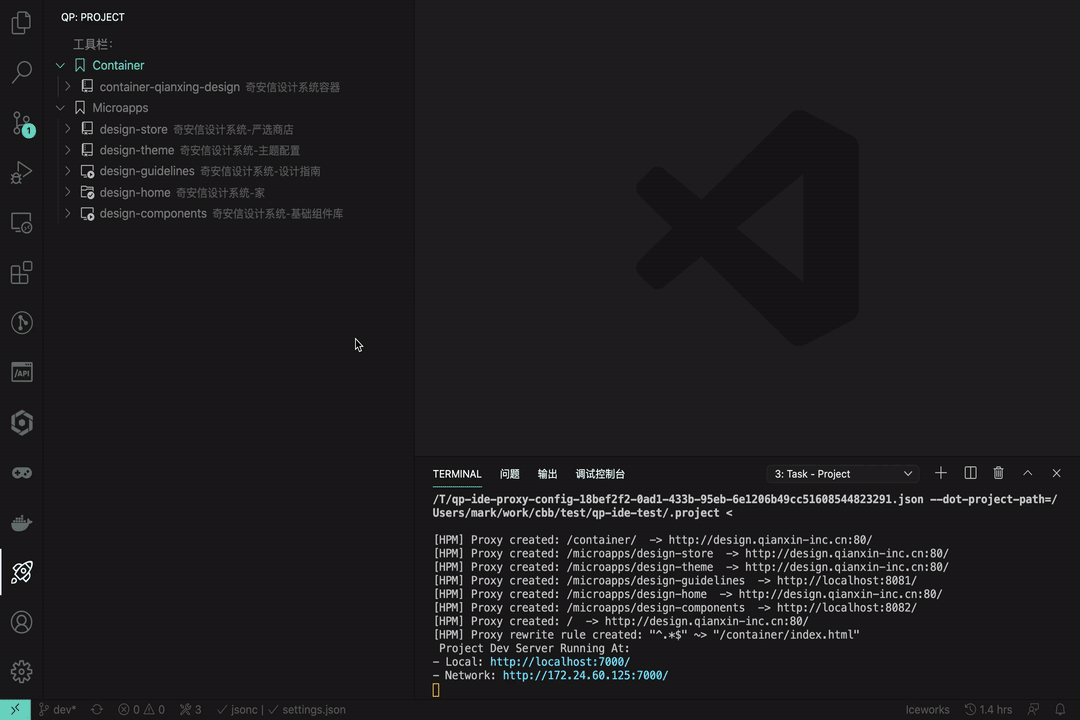 QP: PROJECT
工具栏：
Container
container-qianxing-design 奇安信设计系统容器
Microapps
design-store 奇安信设计系统-严选商店
design-theme 奇安信设计系统-主题配置
design-guidelines 奇安信设计系统-设计指南
design-home 奇安信设计系统-家
design-components 奇安信设计系统-基础组件库
1
/API
TERMINAL 问题 输出 调试控制台 3: Task - Project
/T/qp-ide-proxy-config-18bef2f2-0ad1-433b-95eb-6e1206b49cc51608544823291.json --dot-project-path=/
Users/mark/work/cbb/test/qp-ide-test/.project <
[HPM] Proxy created: /container/  -> http://design.qianxin-inc.cn:80/
[HPM] Proxy created: /microapps/design-store  -> http://design.qianxin-inc.cn:80/
[HPM] Proxy created: /microapps/design-theme  -> http://design.qianxin-inc.cn:80/
[HPM] Proxy created: /microapps/design-guidelines  -> http://localhost:8081/
[HPM] Proxy created: /microapps/design-home  -> http://design.qianxin-inc.cn:80/
[HPM] Proxy created: /microapps/design-components  -> http://localhost:8082/
[HPM] Proxy created: /  -> http://design.qianxin-inc.cn:80/
[HPM] Proxy rewrite rule created: "^.*$" ~> "/container/index.html"
Project Dev Server Running At:
- Local: http://localhost:7000/
- Network: http://172.24.60.125:7000/
dev* 0 0 3 jsonc | settings.json Iceworks 1.4 hrs